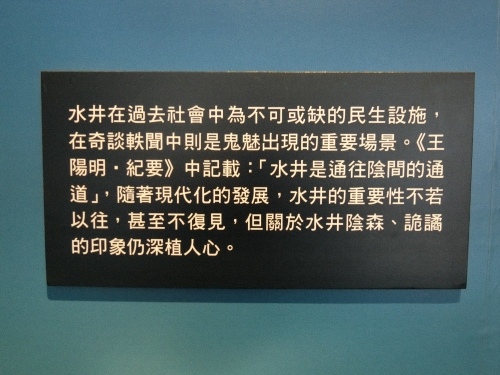 水井在過去社會中為不可或缺的民生設施，
在奇談軼聞中則是鬼魅出現的重要場景。《王
陽明・紀要》中記載：「水井是通往陰間的通
道」，隨著現代化的發展，水井的重要性不若
以往，甚至不復見，但關於水井陰森、詭譎
的印象仍深植人心。